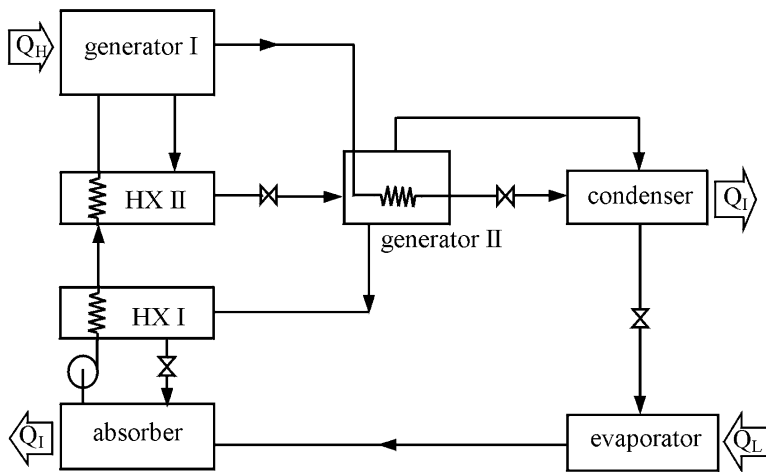 Q_H
generator I
HX II
condenser
Q_I
generator II
HX I
Q_I
absorber
evaporator
Q_L